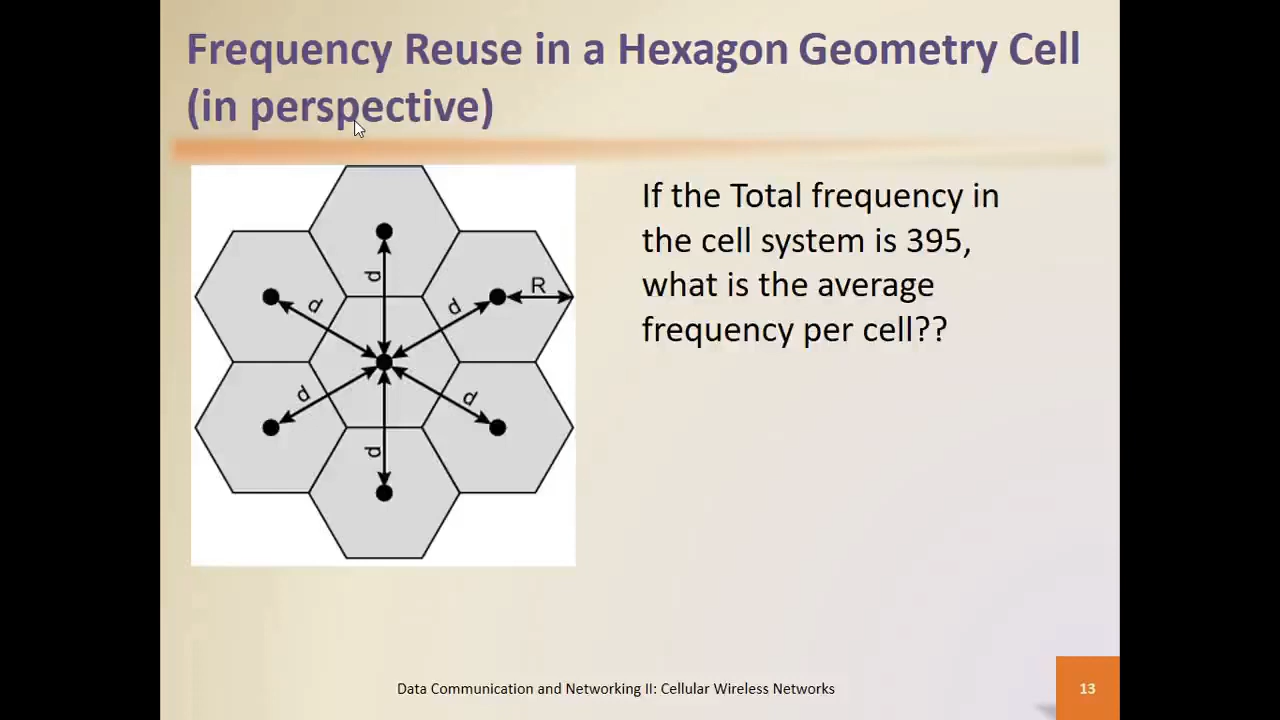 Frequency Reuse in a Hexagon Geometry Cell
(in perspective)
If the Total frequency in
the cell system is 395,
what is the average
frequency per cell??
d
d
d
R
d
d
d
Data Communication and Networking II: Cellular Wireless Networks
13